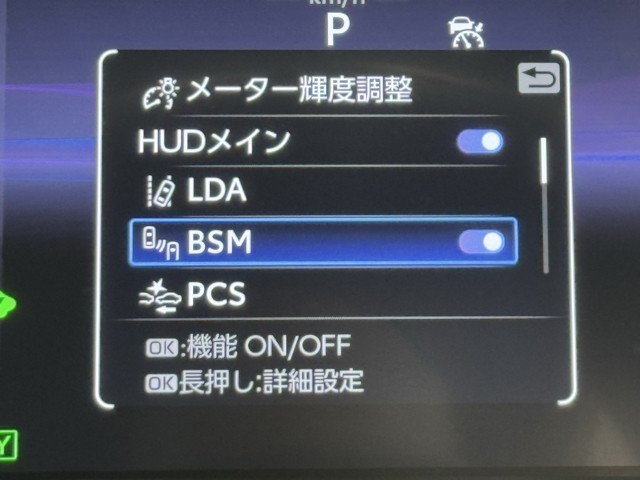 km/h
P
メーター輝度調整
HUDメイン
LDA
BSM
PCS
OK:機能 ON/OFF
OK長押し:詳細設定
Y